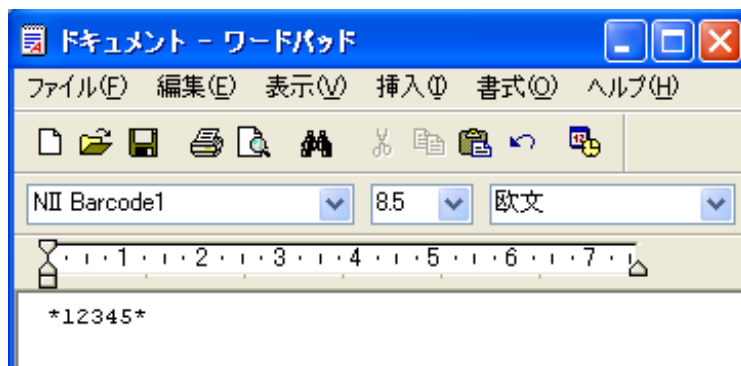 ドキュメント - ワードパッド
ファイル(F) 編集(E) 表示(V) 挿入(I) 書式(O) ヘルプ(H)
NII Barcode1 8.5 欧文
1 2 3 4 5 6 7
*12345*